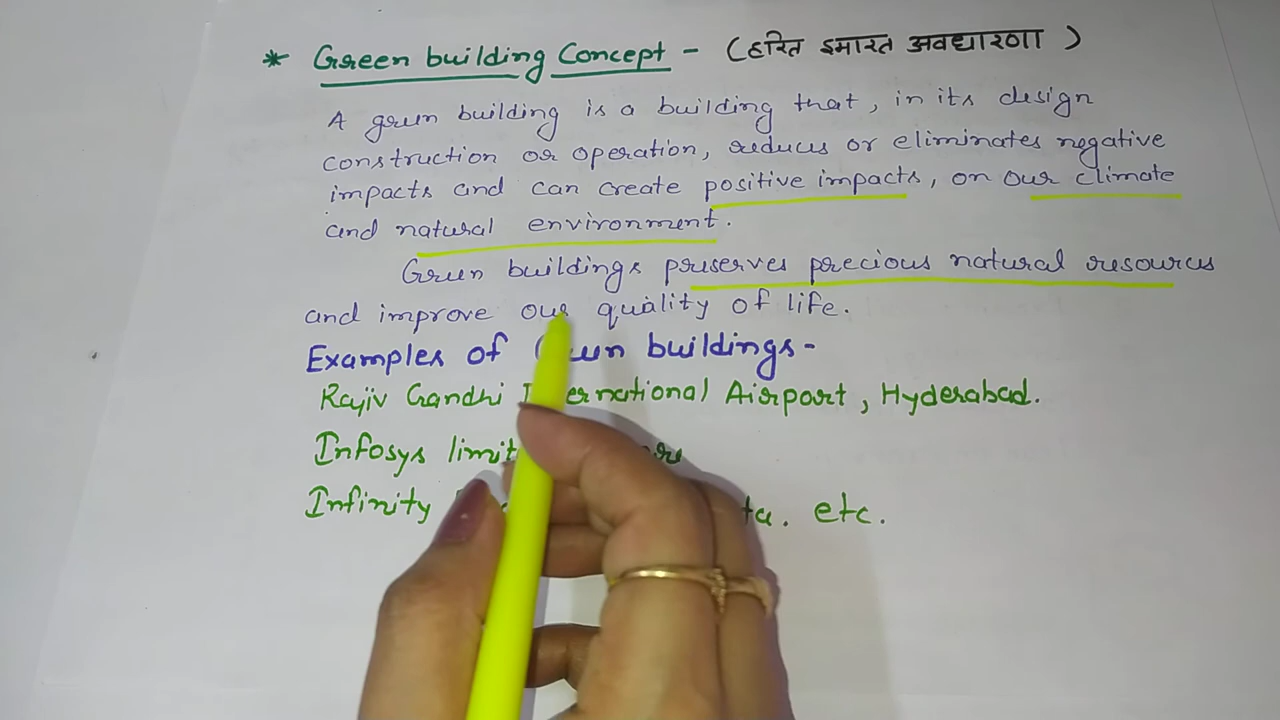 * Green building Concept - (हरित इमारत अवधारणा )
A green building is a building that, in its design
construction or operation, reduces or eliminates negative
impacts and can create positive impacts, on our climate
and natural environment.
Green buildings preserves precious natural resources
and improve our quality of life.
Examples of Green buildings-
Rajiv Gandhi International Airport, Hyderabad.
Infosys limit
Infinity etc.